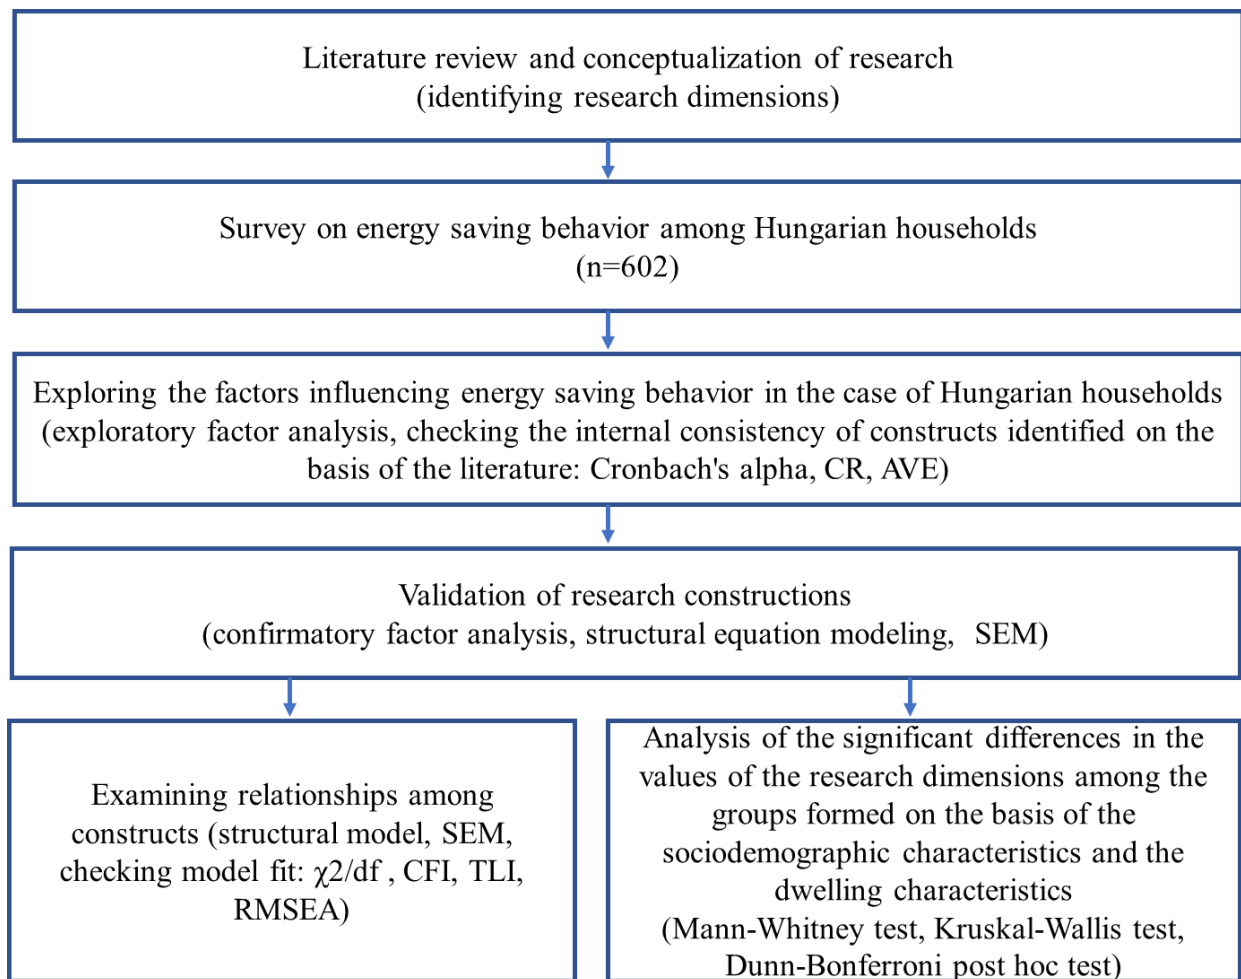 Literature review and conceptualization of research
(identifying research dimensions)
Survey on energy saving behavior among Hungarian households
(n=602)
Exploring the factors influencing energy saving behavior in the case of Hungarian households
(exploratory factor analysis, checking the internal consistency of constructs identified on the
basis of the literature: Cronbach's alpha, CR, AVE)
Validation of research constructions
(confirmatory factor analysis, structural equation modeling, SEM)
Examining relationships among
constructs (structural model, SEM,
checking model fit: χ2/df , CFI, TLI,
RMSEA)
Analysis of the significant differences in the
values of the research dimensions among the
groups formed on the basis of the
sociodemographic characteristics and the
dwelling characteristics
(Mann-Whitney test, Kruskal-Wallis test,
Dunn-Bonferroni post hoc test)